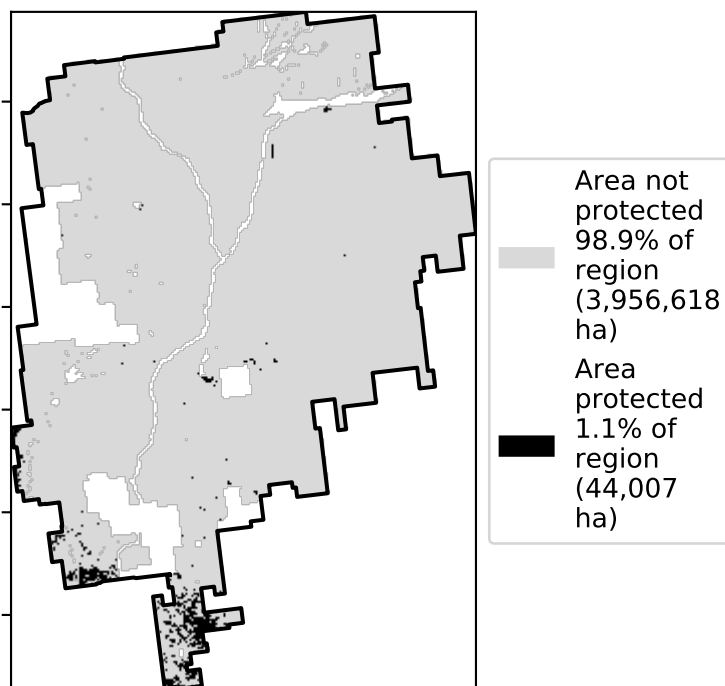 Area not
protected
98.9% of
region
(3,956,618
ha)
Area
protected
1.1% of
region
(44,007
ha)